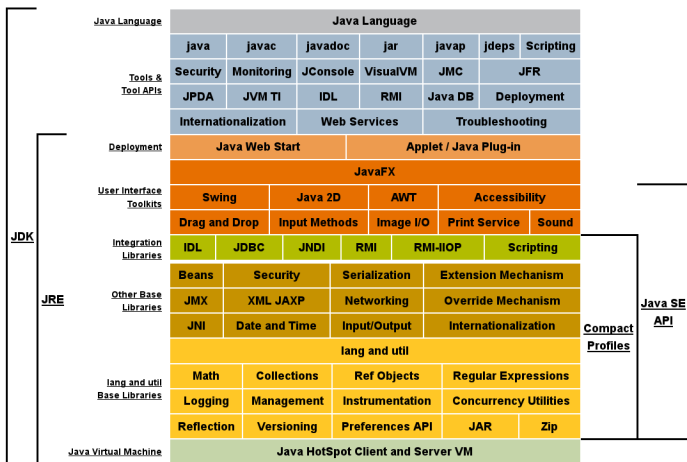 Java Language Java Language
java javac javadoc jar javap jdeps Scripting
Tools &
Tool APIs
Security Monitoring JConsole VisualVM JMC JFR
JPDA JVM TI IDL RMI Java DB Deployment
Internationalization Web Services Troubleshooting
Deployment Java Web Start Applet / Java Plug-in
JavaFX
User Interface
Toolkits
Swing Java 2D AWT Accessibility
Drag and Drop Input Methods Image I/O Print Service Sound
JDK
Integration
Libraries
IDL JDBC JNDI RMI RMI-IIOP Scripting
Beans Security Serialization Extension Mechanism
JRE
Other Base
Libraries
JMX XML JAXP Networking Override Mechanism
Java SE
API
JNI Date and Time Input/Output Internationalization
Compact
Profiles
lang and util
lang and util
Base Libraries
Math Collections Ref Objects Regular Expressions
Logging Management Instrumentation Concurrency Utilities
Reflection Versioning Preferences API JAR Zip
Java Virtual Machine Java HotSpot Client and Server VM